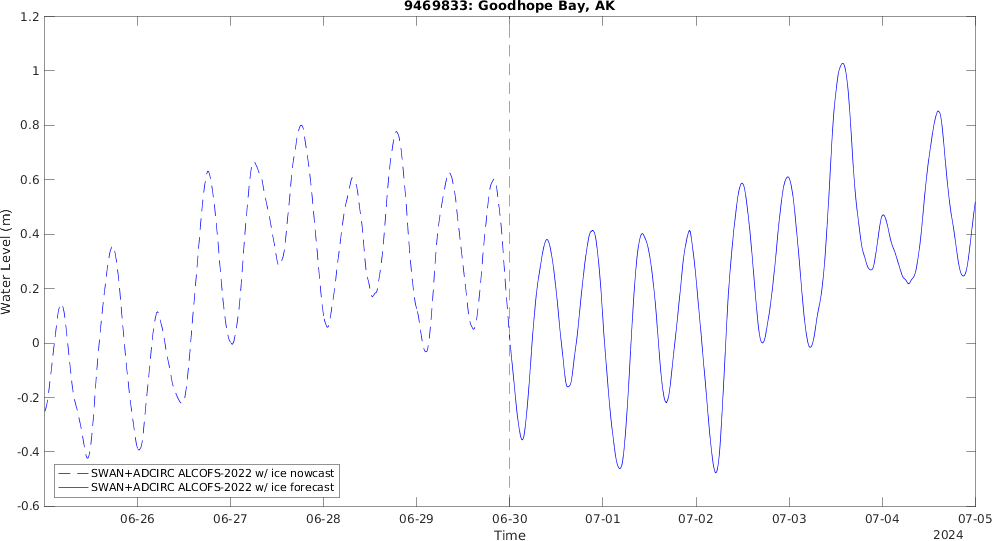 9469833: Goodhope Bay, AK
1.2
1
0.8
0.6
0.4
0.2
0
-0.2
-0.4
-0.6
Water Level (m)
SWAN+ADCIRC ALCOFS-2022 w/ ice nowcast
SWAN+ADCIRC ALCOFS-2022 w/ ice forecast
06-26 06-27 06-28 06-29 06-30 07-01 07-02 07-03 07-04 07-05
Time
2024